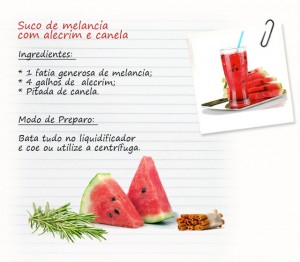 Suco de melancia
com alecrim e canela
Ingredientes:
* 1 fatia generosa de melancia;
* 4 galhos de  alecrim;
* Pitada de canela.
Modo de Preparo:
Bata tudo no liquidificador
e coe ou utilize a centrífuga.